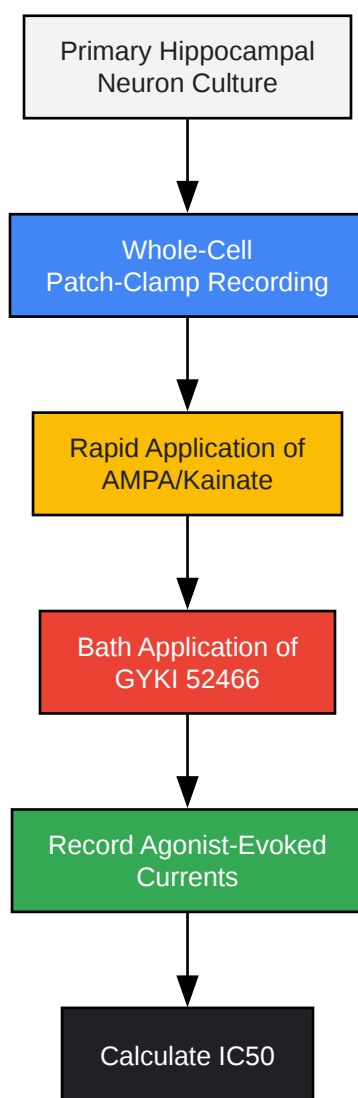 Primary Hippocampal
Neuron Culture
Whole-Cell
Patch-Clamp Recording
Rapid Application of
AMPA/Kainate
Bath Application of
GYKI 52466
Record Agonist-Evoked
Currents
Calculate IC50